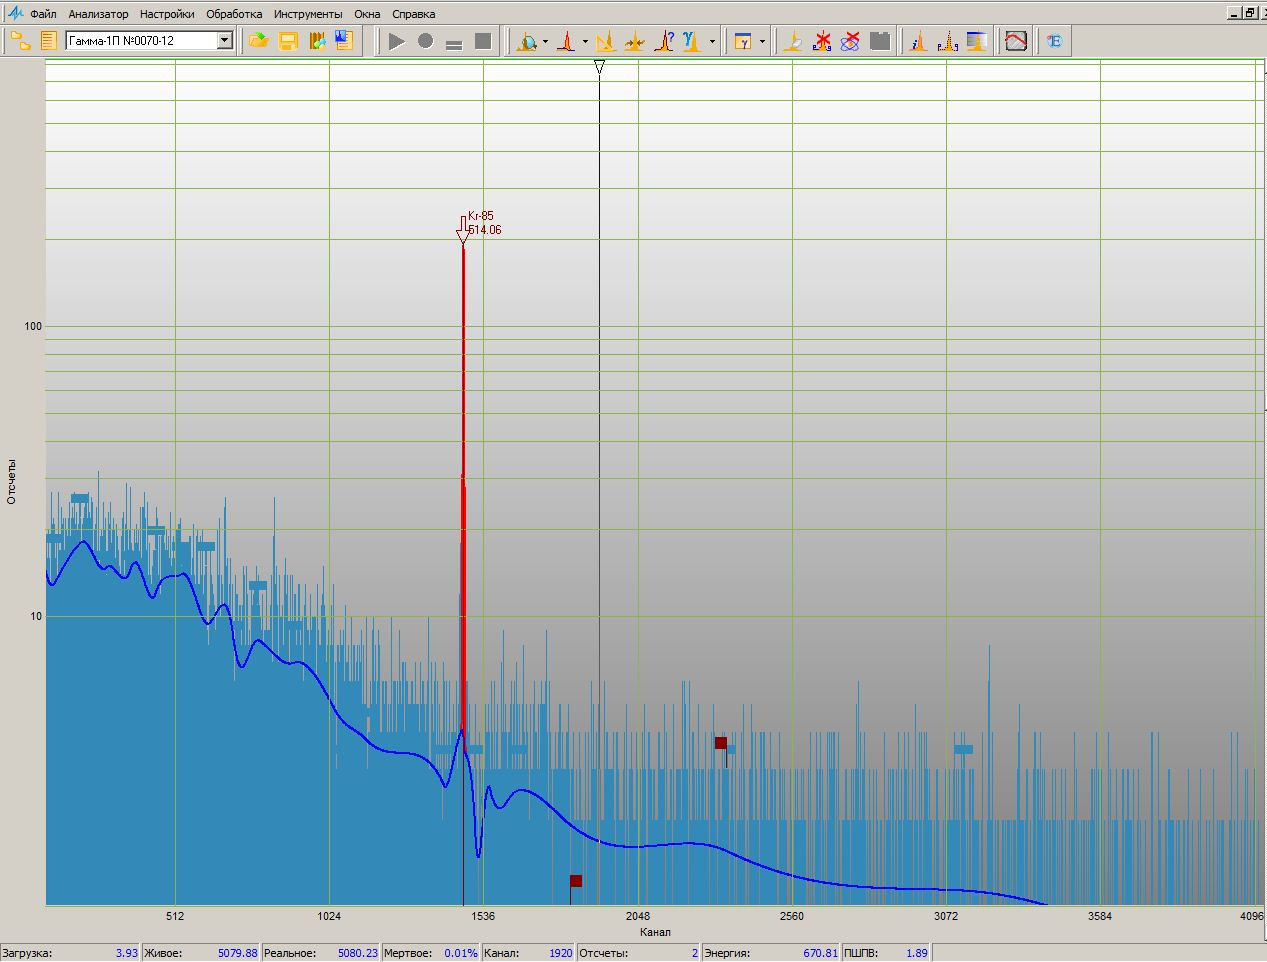 Файл Анализатор Настройки Обработка Инструменты Окна Справка
Гамма-1П №0070-12
Kr-85
514.06
100
10
Отсчеты
512 1024 1536 2048 2560 3072 3584 4096
Канал
Загрузка: 3.93 Живое: 5079.88 Реальное: 5080.23 Мертвое: 0.01% Канал: 1920 Отсчеты: 2 Энергия: 670.81 ПШПВ: 1.89